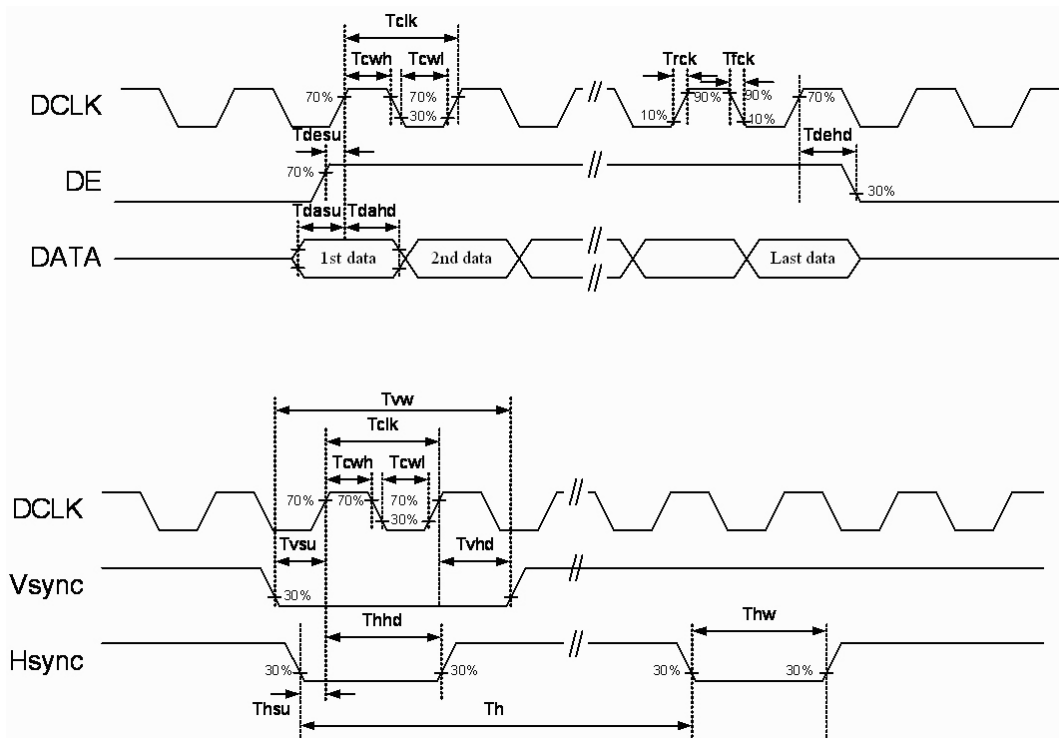 Tclk
Tcwh Tcwl Trck Tfck
DCLK 70% 70% 30% 10% 90% 90% 10% 70%
Tdesu Tdehd
DE 70% 30%
Tdasu Tdahd
DATA 1st data 2nd data Last data
Tvw
Tclk
Tcwh Tcwl
DCLK 70% 70% 70% 30%
Tvsu Tvhd
Vsync 30%
Thhd Thw
Hsync 30% 30% 30% 30%
Thsu Th